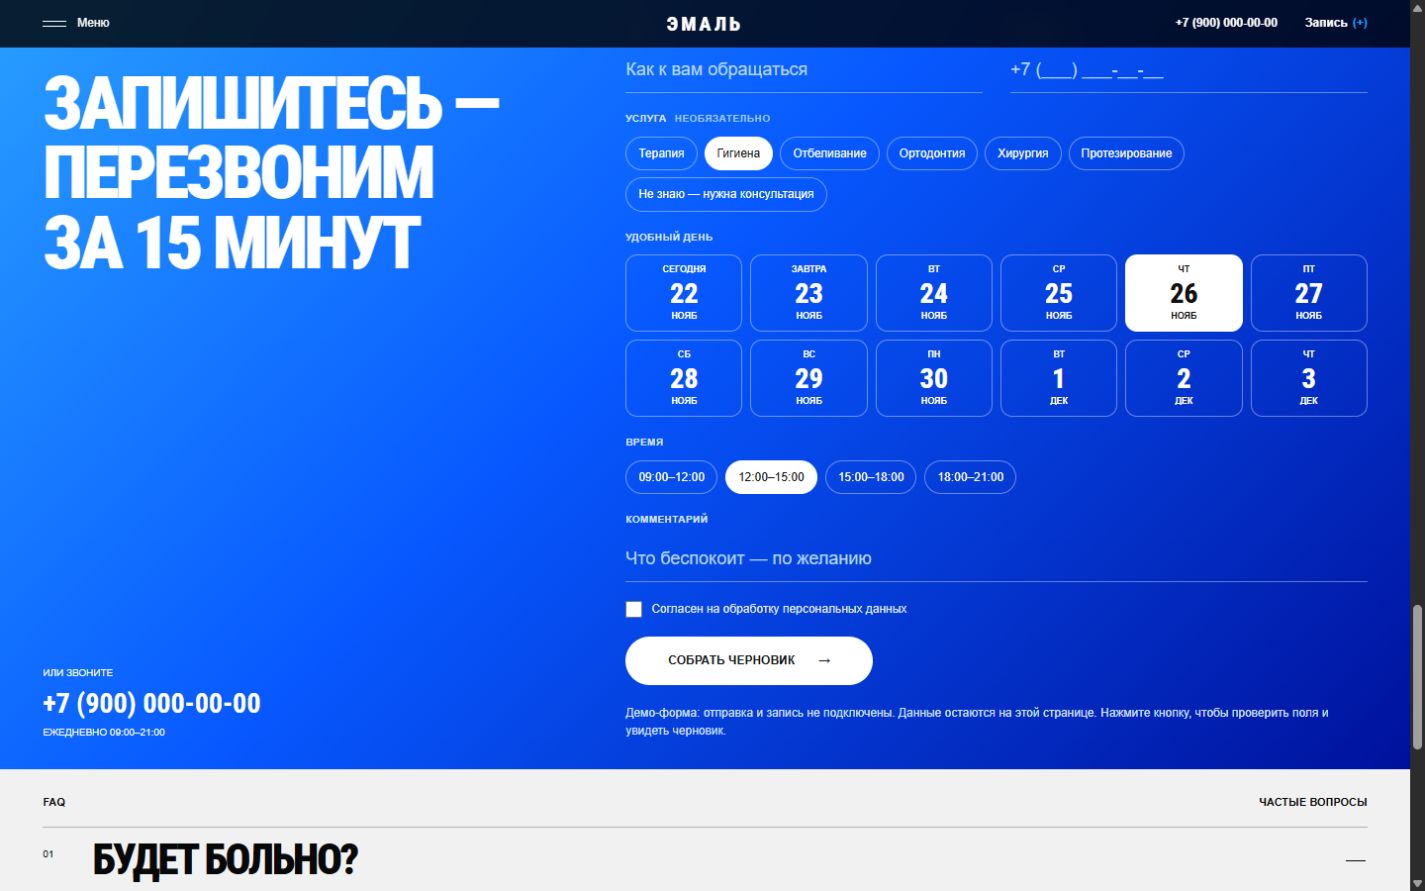 Меню
ЭМАЛЬ
+7 (900) 000-00-00
Запись (+)
ЗАПИШИТЕСЬ —
ПЕРЕЗВОНИМ
ЗА 15 МИНУТ
ИЛИ ЗВОНИТЕ
+7 (900) 000-00-00
ЕЖЕДНЕВНО 09:00–21:00
Как к вам обращаться
+7 (___) ___-__-__
УСЛУГА НЕОБЯЗАТЕЛЬНО
Терапия Гигиена Отбеливание Ортодонтия Хирургия Протезирование
Не знаю — нужна консультация
УДОБНЫЙ ДЕНЬ
СЕГОДНЯ ЗАВТРА ВТ СР ЧТ ПТ
22 23 24 25 26 27
НОЯБ НОЯБ НОЯБ НОЯБ НОЯБ НОЯБ
СБ ВС ПН ВТ СР ЧТ
28 29 30 1 2 3
НОЯБ НОЯБ НОЯБ ДЕК ДЕК ДЕК
ВРЕМЯ
09:00–12:00 12:00–15:00 15:00–18:00 18:00–21:00
КОММЕНТАРИЙ
Что беспокоит — по желанию
Согласен на обработку персональных данных
СОБРАТЬ ЧЕРНОВИК →
Демо-форма: отправка и запись не подключены. Данные остаются на этой странице. Нажмите кнопку, чтобы проверить поля и
увидеть черновик.
FAQ
ЧАСТЫЕ ВОПРОСЫ
01
БУДЕТ БОЛЬНО?